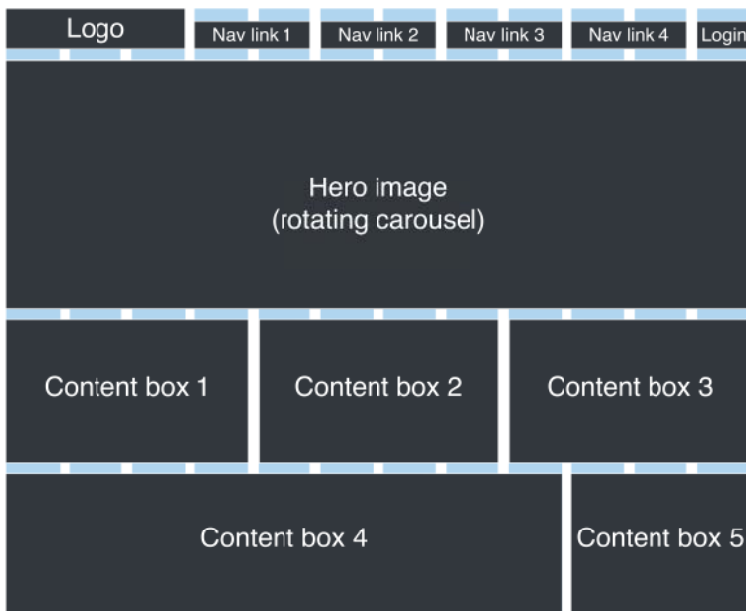 Logo
Nav link 1
Nav link 2
Nav link 3
Nav link 4
Login
Hero image
(rotating carousel)
Content box 1
Content box 2
Content box 3
Content box 4
Content box 5